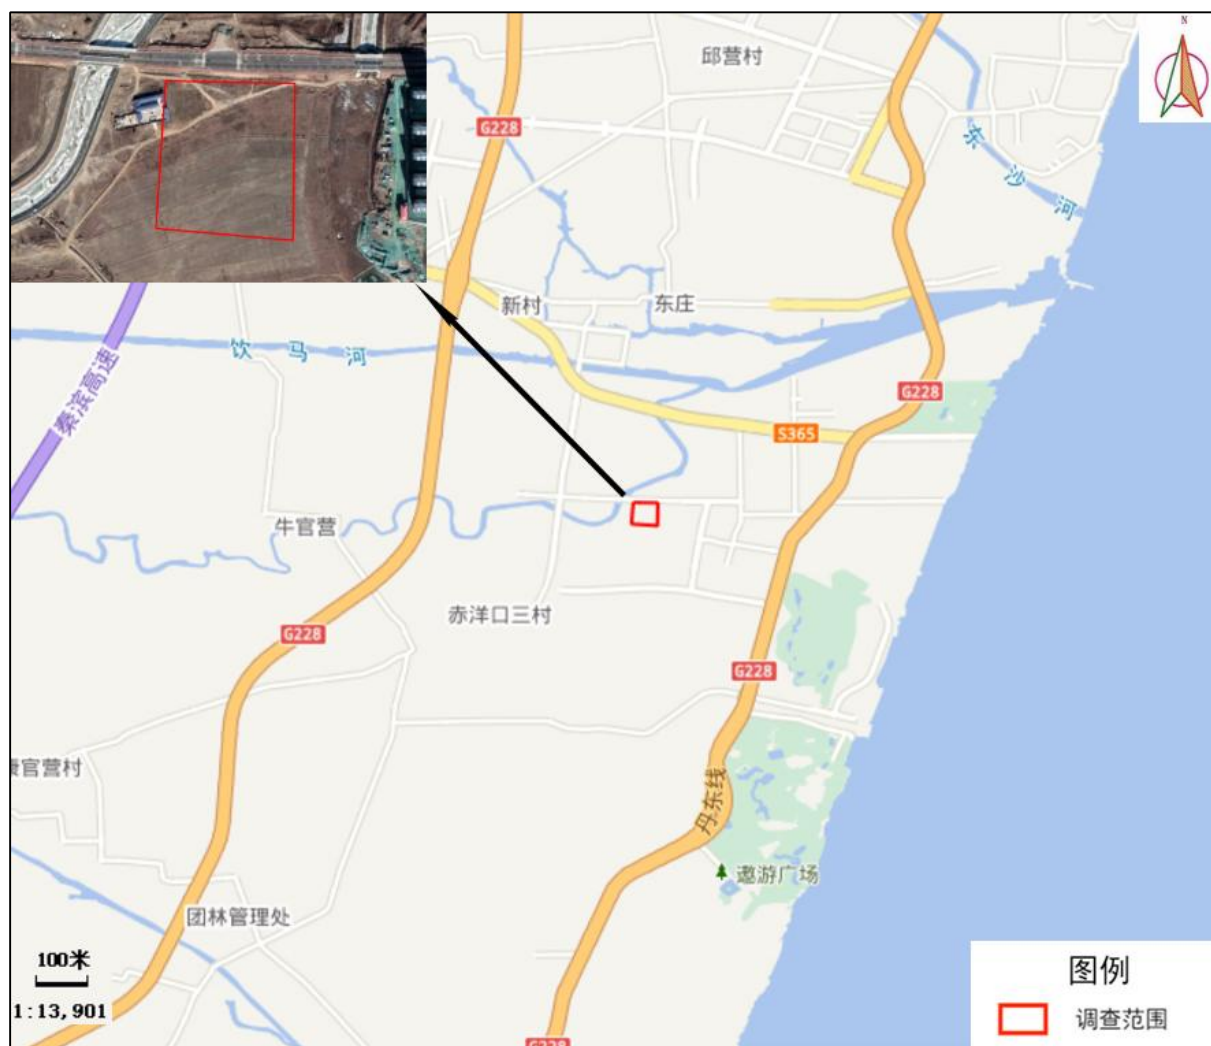 N
邱营村
G228
东沙河
新村
东庄
饮马河
秦滨高速
G228
S365
牛官营
赤洋口三村
G228
G228
官营村
丹东线
遨游广场
团林管理处
100米
1:13,901
图例
调查范围
G228